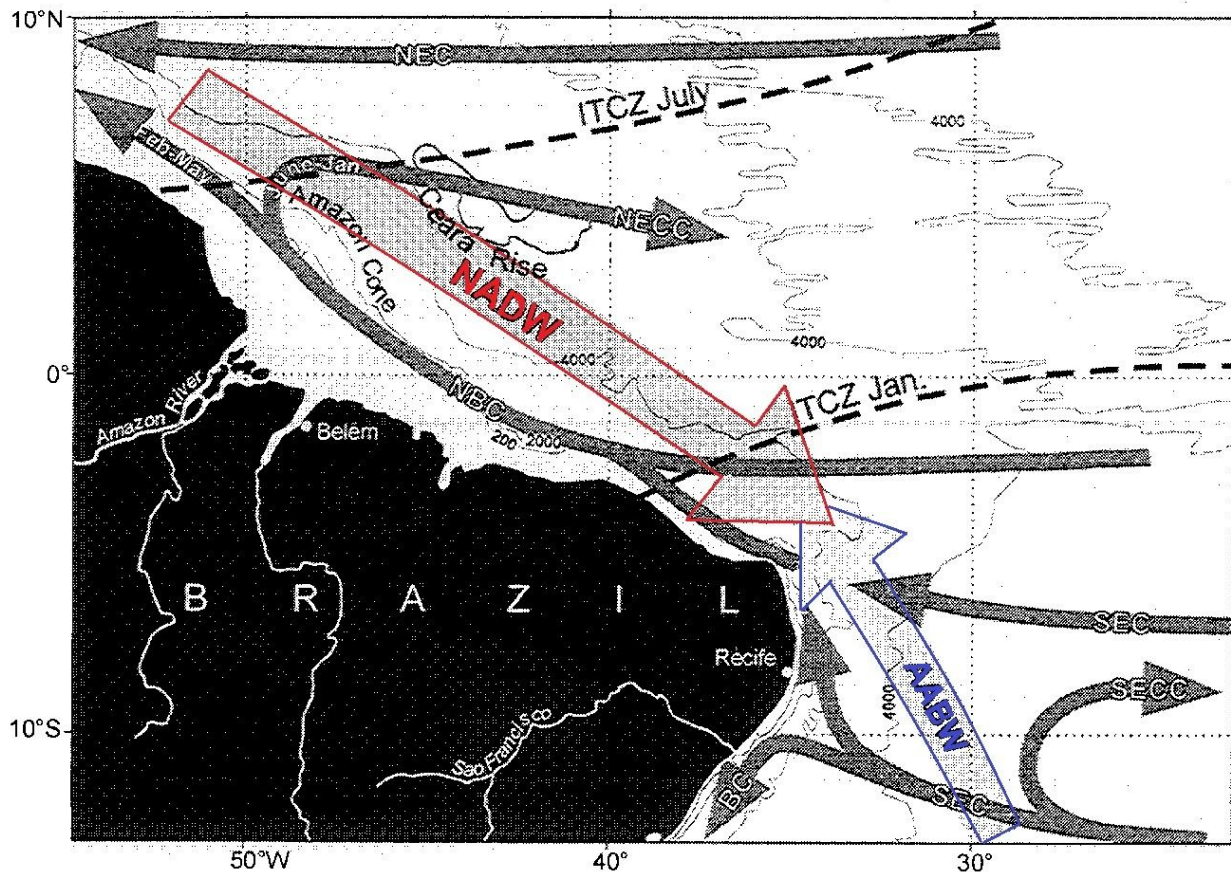 10°N
NEC
ITCZ July
4000
Feb-May
June-Jan.
NECC
Amazon Cone
Ceara Rise
NADW
4000
4000
0°
ITCZ Jan.
NBC
Amazon River
Belém
200
2000
B R A Z I L
SEC
Recife
SECC
4000
AABW
10°S
São Francisco
BC
SEC
50°W
40°
30°